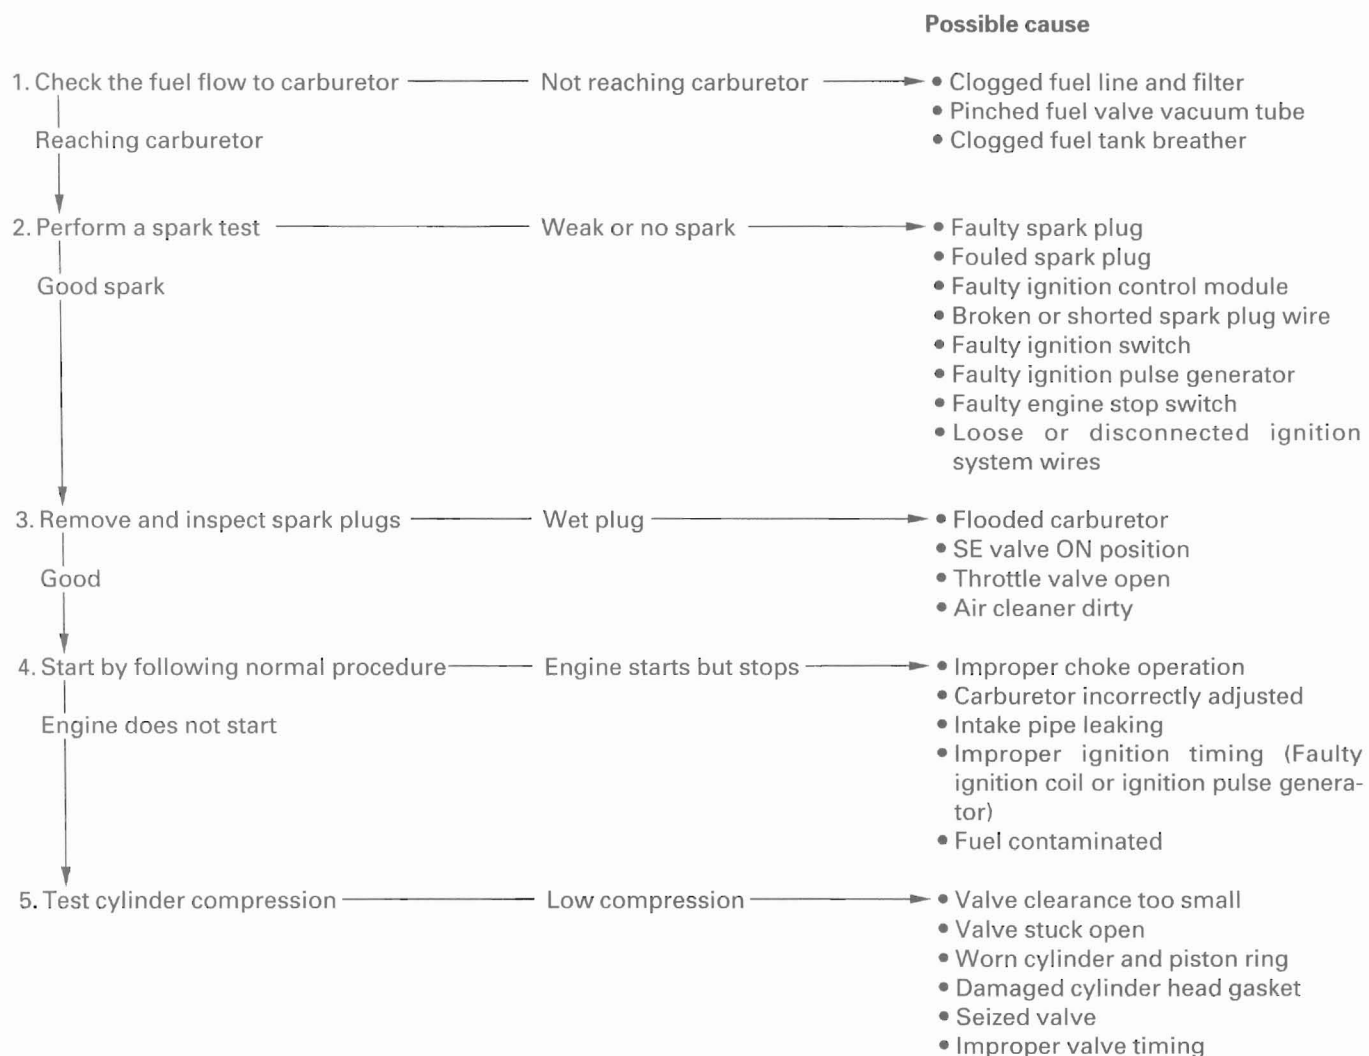 Possible cause
1. Check the fuel flow to carburetor Not reaching carburetor • Clogged fuel line and filter
• Pinched fuel valve vacuum tube
Reaching carburetor • Clogged fuel tank breather
2. Perform a spark test Weak or no spark • Faulty spark plug
• Fouled spark plug
Good spark • Faulty ignition control module
• Broken or shorted spark plug wire
• Faulty ignition switch
• Faulty ignition pulse generator
• Faulty engine stop switch
• Loose or disconnected ignition
system wires
3. Remove and inspect spark plugs Wet plug • Flooded carburetor
• SE valve ON position
Good • Throttle valve open
• Air cleaner dirty
4. Start by following normal procedure Engine starts but stops • Improper choke operation
• Carburetor incorrectly adjusted
Engine does not start • Intake pipe leaking
• Improper ignition timing (Faulty
ignition coil or ignition pulse genera-
tor)
• Fuel contaminated
5. Test cylinder compression Low compression • Valve clearance too small
• Valve stuck open
• Worn cylinder and piston ring
• Damaged cylinder head gasket
• Seized valve
• Improper valve timing